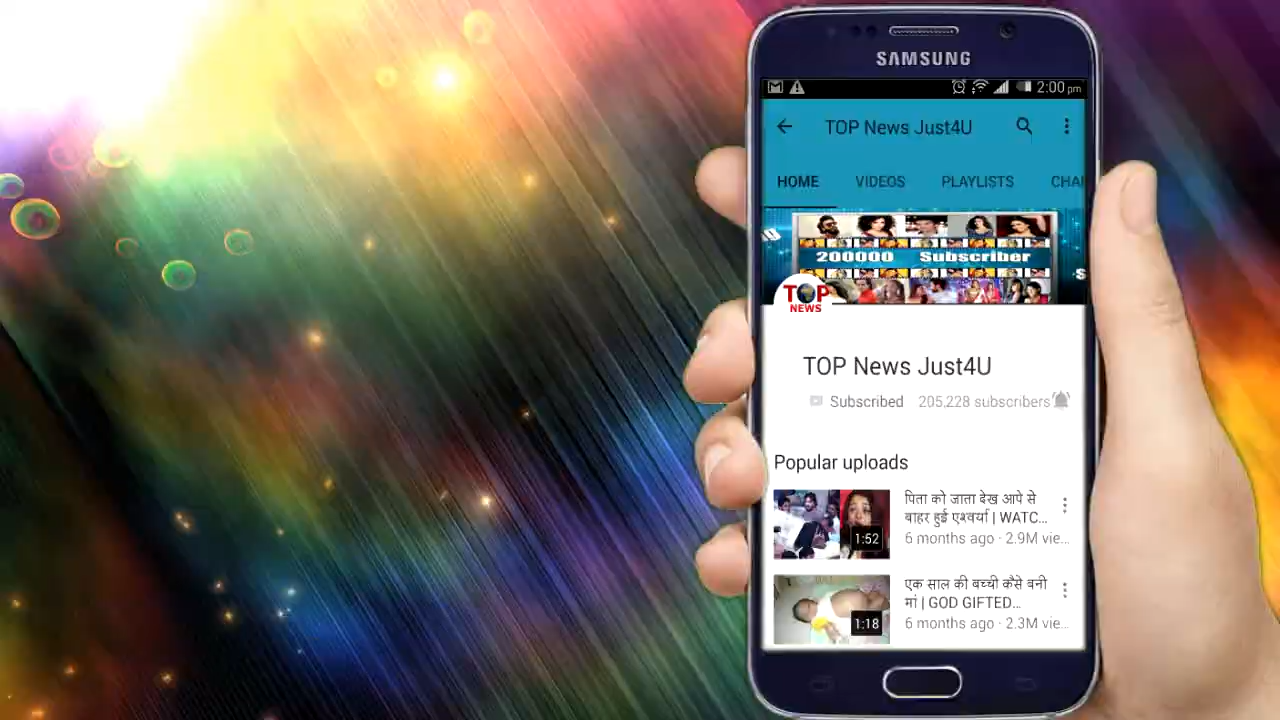 SAMSUNG
2:00 pm
TOP News Just4U
HOME VIDEOS PLAYLISTS CHA
200000 Subscriber
TOP
NEWS
TOP News Just4U
Subscribed 205,228 subscribers
Popular uploads
पिता को जाता देख आपे से
बाहर हुई एश्वर्या | WATC...
6 months ago · 2.9M vie...
1:52
एक साल की बच्ची कैसे बनी
मां | GOD GIFTED...
6 months ago · 2.3M vie...
1:18